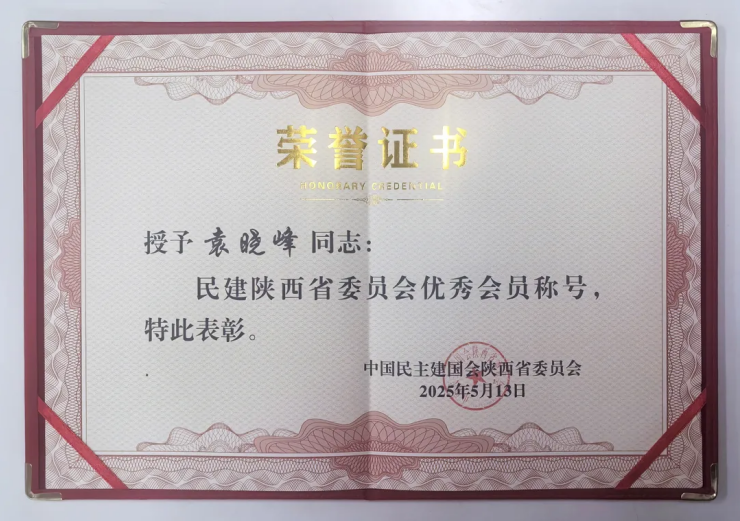 荣誉证书
HONORARY CREDENTIAL
授予 袁晓峰 同志：
民建陕西省委员会优秀会员称号，
特此表彰。
中国民主建国会陕西省委员会
2025年5月13日